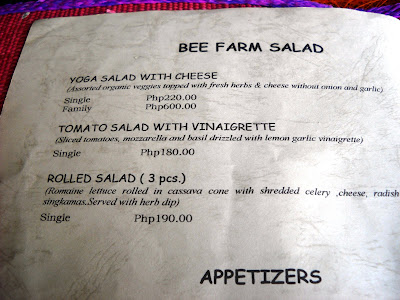 BEE FARM SALAD
YOGA SALAD WITH CHEESE
(Assorted organic veggies topped with fresh herbs & cheese without onion and garlic)
Single Php220.00
Family Php600.00
TOMATO SALAD WITH VINAIGRETTE
(Sliced tomatoes, mozzarella and basil drizzled with lemon garlic vinaigrette)
Single Php180.00
ROLLED SALAD ( 3 pcs.)
(Romaine lettuce rolled in cassava cone with shredded celery ,cheese, radish
singkamas.Served with herb dip)
Single Php190.00
APPETIZERS